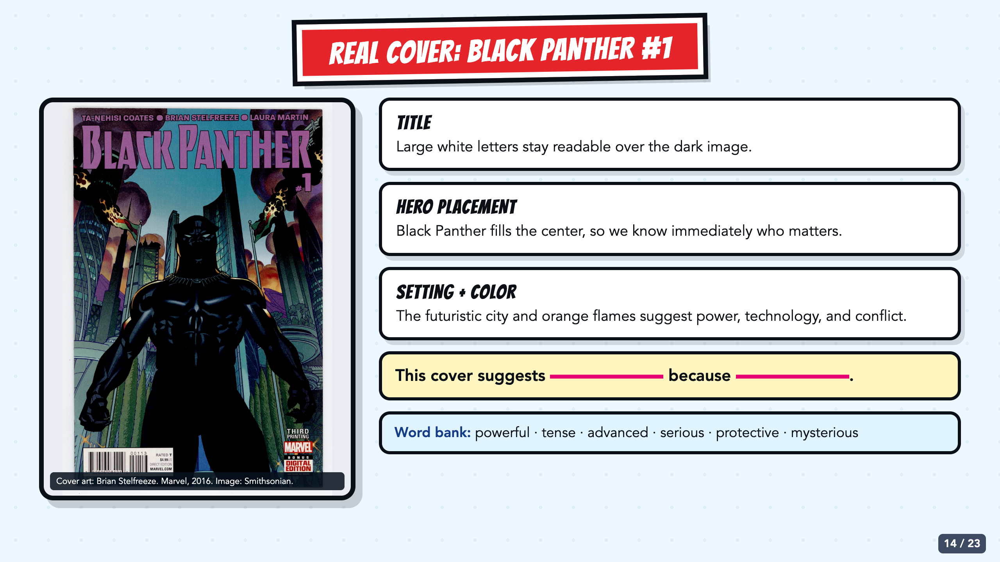 REAL COVER: BLACK PANTHER #1
TA-NEHISI COATES ● BRIAN STELFREEZE ● LAURA MARTIN
BLACK PANTHER
#1
THIRD
PRINTING
MARVEL
BONUS
DIGITAL
EDITION
00113
RATED T
$4.99US
DIRECT EDITION
MARVEL.COM
Cover art: Brian Stelfreeze. Marvel, 2016. Image: Smithsonian.
TITLE
Large white letters stay readable over the dark image.
HERO PLACEMENT
Black Panther fills the center, so we know immediately who matters.
SETTING + COLOR
The futuristic city and orange flames suggest power, technology, and conflict.
This cover suggests because .
Word bank: powerful · tense · advanced · serious · protective · mysterious
14 / 23